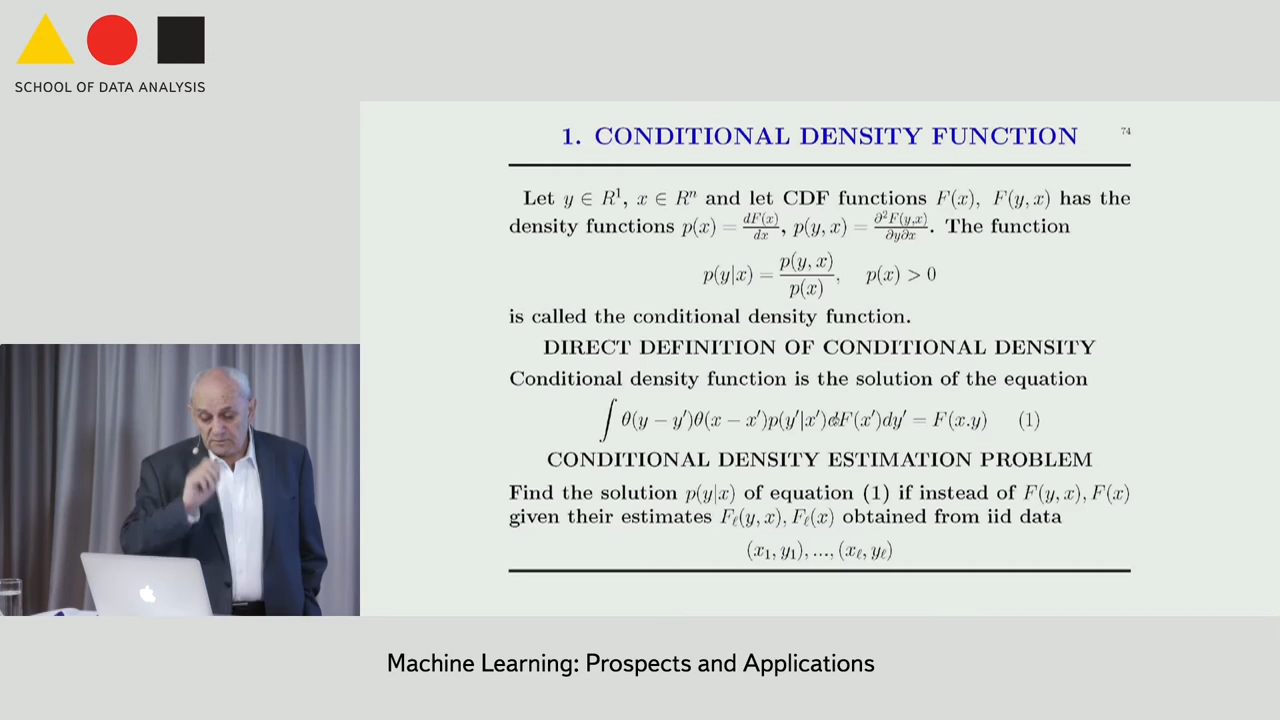 SCHOOL OF DATA ANALYSIS
1. CONDITIONAL DENSITY FUNCTION
74
Let y ∈ R¹, x ∈ Rⁿ and let CDF functions F(x), F(y, x) has the
density functions p(x) = dF(x)/dx, p(y, x) = ∂²F(y,x)/∂y∂x. The function
p(y|x) = p(y, x)/p(x), p(x) > 0
is called the conditional density function.
DIRECT DEFINITION OF CONDITIONAL DENSITY
Conditional density function is the solution of the equation
∫ θ(y − y′)θ(x − x′)p(y′|x′)dF(x′)dy′ = F(x.y) (1)
CONDITIONAL DENSITY ESTIMATION PROBLEM
Find the solution p(y|x) of equation (1) if instead of F(y, x), F(x)
given their estimates Fℓ(y, x), Fℓ(x) obtained from iid data
(x₁, y₁), ..., (xℓ, yℓ)
Machine Learning: Prospects and Applications